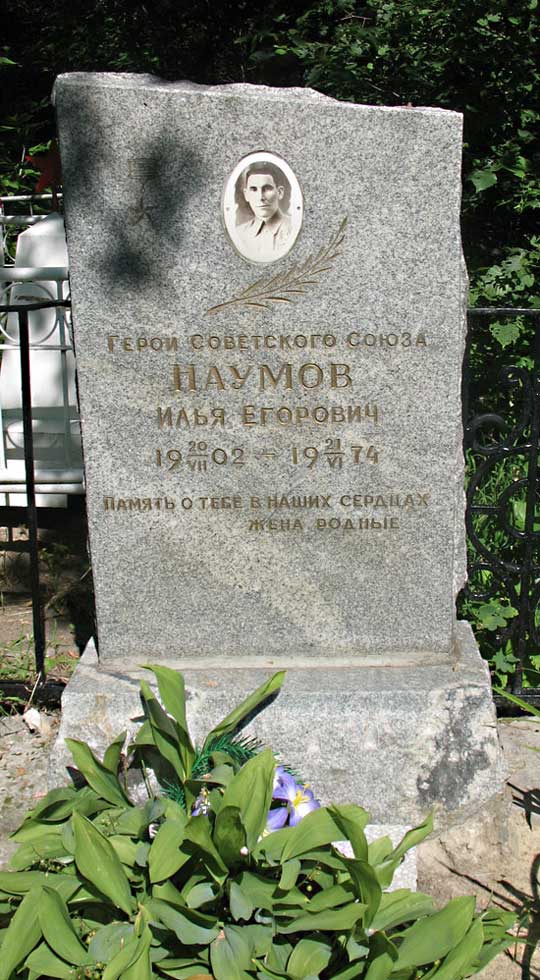 ГЕРОЙ СОВЕТСКОГО СОЮЗА
НАУМОВ
ИЛЬЯ ЕГОРОВИЧ
19 20/VII 02 – 19 21/VI 74
ПАМЯТЬ О ТЕБЕ В НАШИХ СЕРДЦАХ
ЖЕНА РОДНЫЕ